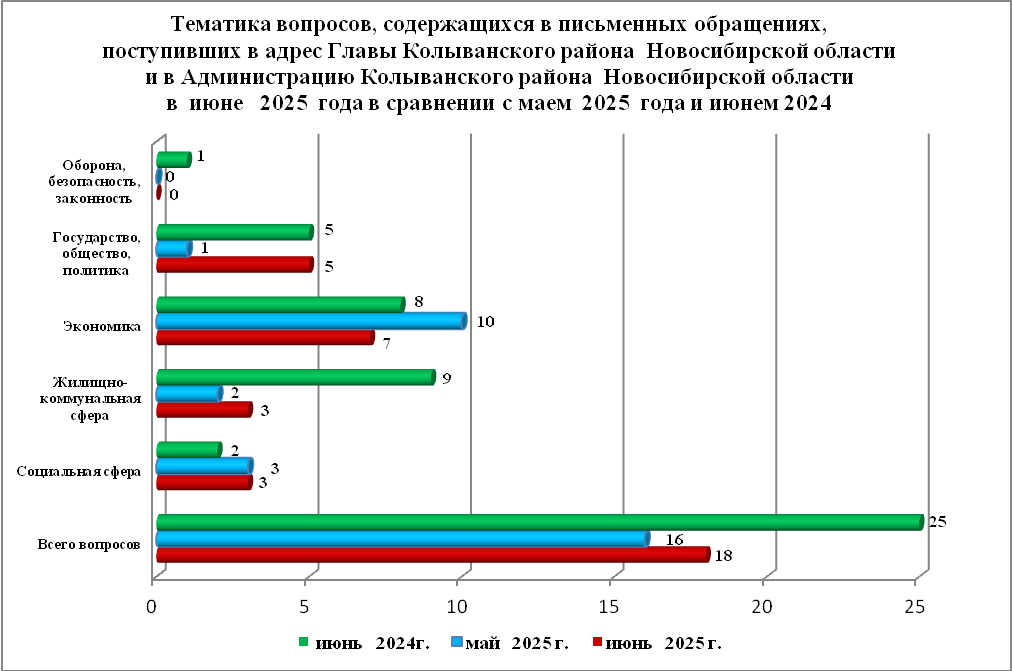 Тематика вопросов, содержащихся в письменных обращениях,
поступивших в адрес Главы Колыванского района Новосибирской области
и в Администрацию Колыванского района Новосибирской области
в июне 2025 года в сравнении с маем 2025 года и июнем 2024
Оборона,
безопасность,
законность
1
0
0
Государство,
общество,
политика
5
1
5
Экономика
8
10
7
Жилищно-
коммунальная
сфера
9
2
3
Социальная сфера
2
3
3
Всего вопросов
25
16
18
0 5 10 15 20 25
июнь 2024г. май 2025г. июнь 2025г.